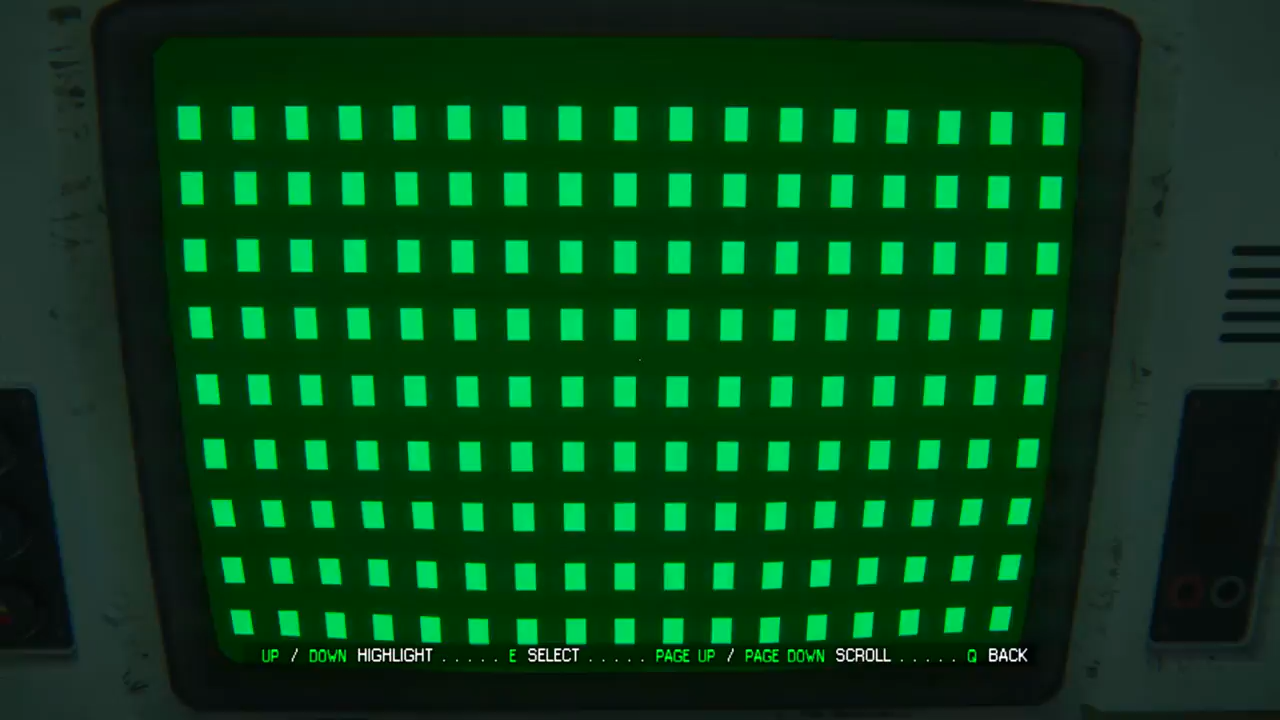 UP / DOWN HIGHLIGHT ..... E SELECT ..... PAGE UP / PAGE DOWN SCROLL ..... Q BACK